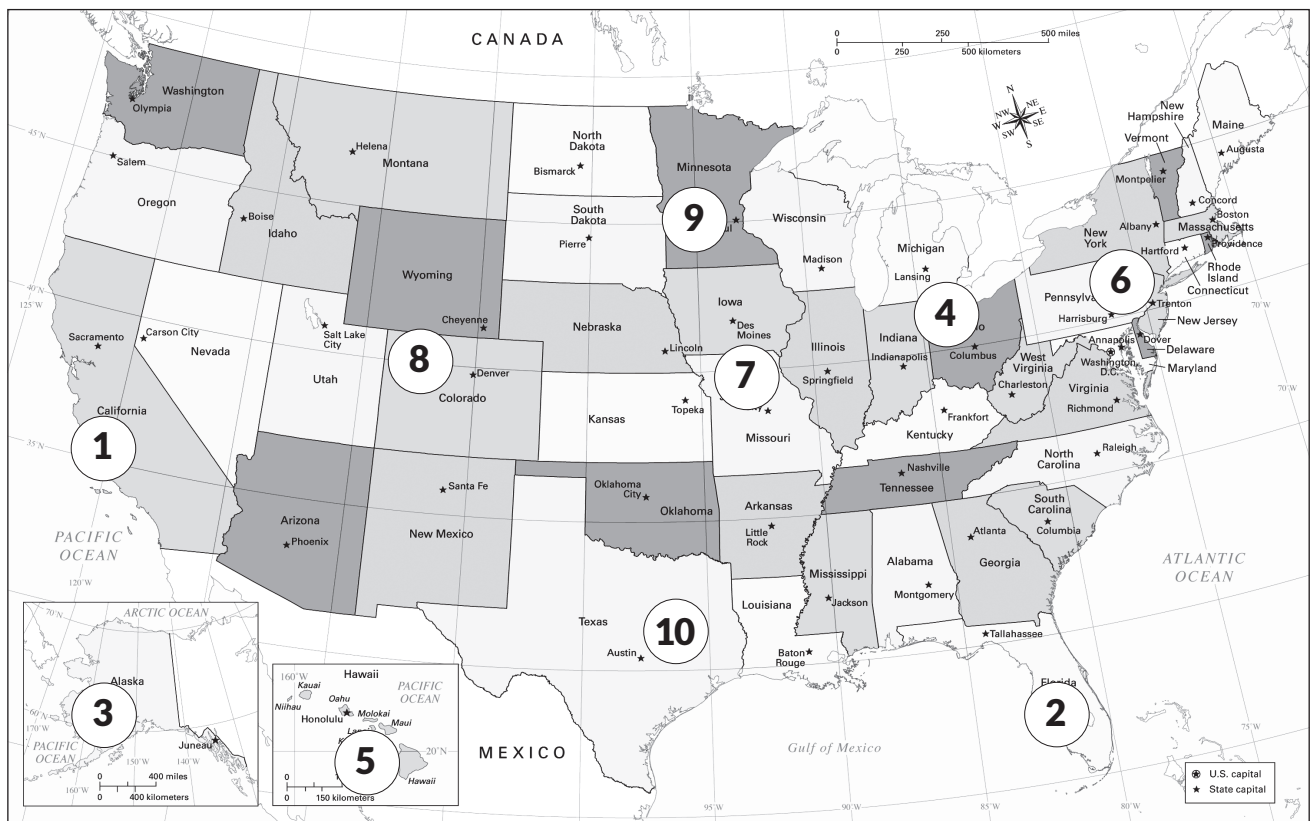 CANADA
500 miles
250
0
0
250
500 kilometers
N
NE
E
SE
S
SW
W
NW
45°N
40°N
125°W
35°N
120°W
Washington
Olympia
Salem
Oregon
Helena
Montana
Boise
Idaho
North
Dakota
Bismarck
South
Dakota
Pierre
Minnesota
9
Wisconsin
Madison
Michigan
Lansing
New
Hampshire
Vermont
Montpelier
Maine
Augusta
Concord
Boston
Massachusetts
Albany
New
York
Hartford
Providence
Rhode
Island
Connecticut
6
Harrisburg
Trenton
New Jersey
Annapolis
Dover
Delaware
Washington
D.C.
Maryland
70°W
70°W
Wyoming
Cheyenne
8
Denver
Colorado
Nebraska
Lincoln
Iowa
Des
Moines
7
Illinois
Springfield
Indiana
Indianapolis
4
Columbus
West
Virginia
Charleston
Virginia
Richmond
Sacramento
Carson City
Nevada
Salt Lake
City
Utah
California
1
Kansas
Topeka
Missouri
Kentucky
Frankfort
North
Carolina
Raleigh
Nashville
Tennessee
South
Carolina
Columbia
Arizona
Phoenix
Santa Fe
New Mexico
Oklahoma
City
Oklahoma
Arkansas
Little
Rock
Mississippi
Jackson
Alabama
Montgomery
Atlanta
Georgia
PACIFIC
OCEAN
ATLANTIC
OCEAN
Texas
10
Austin
Louisiana
Baton
Rouge
Tallahassee
Florida
2
Gulf of Mexico
MEXICO
ARCTIC OCEAN
70°N
Alaska
3
60°N
170°W
PACIFIC
OCEAN
160°W
150°W
140°W
Juneau
0
400 miles
0
400 kilometers
Hawaii
160°W
PACIFIC
OCEAN
Kauai
Niihau
Oahu
Honolulu
Molokai
Maui
5
20°N
Hawaii
0
0
150 kilometers
95°W
90°W
85°W
80°W
75°W
U.S. capital
State capital